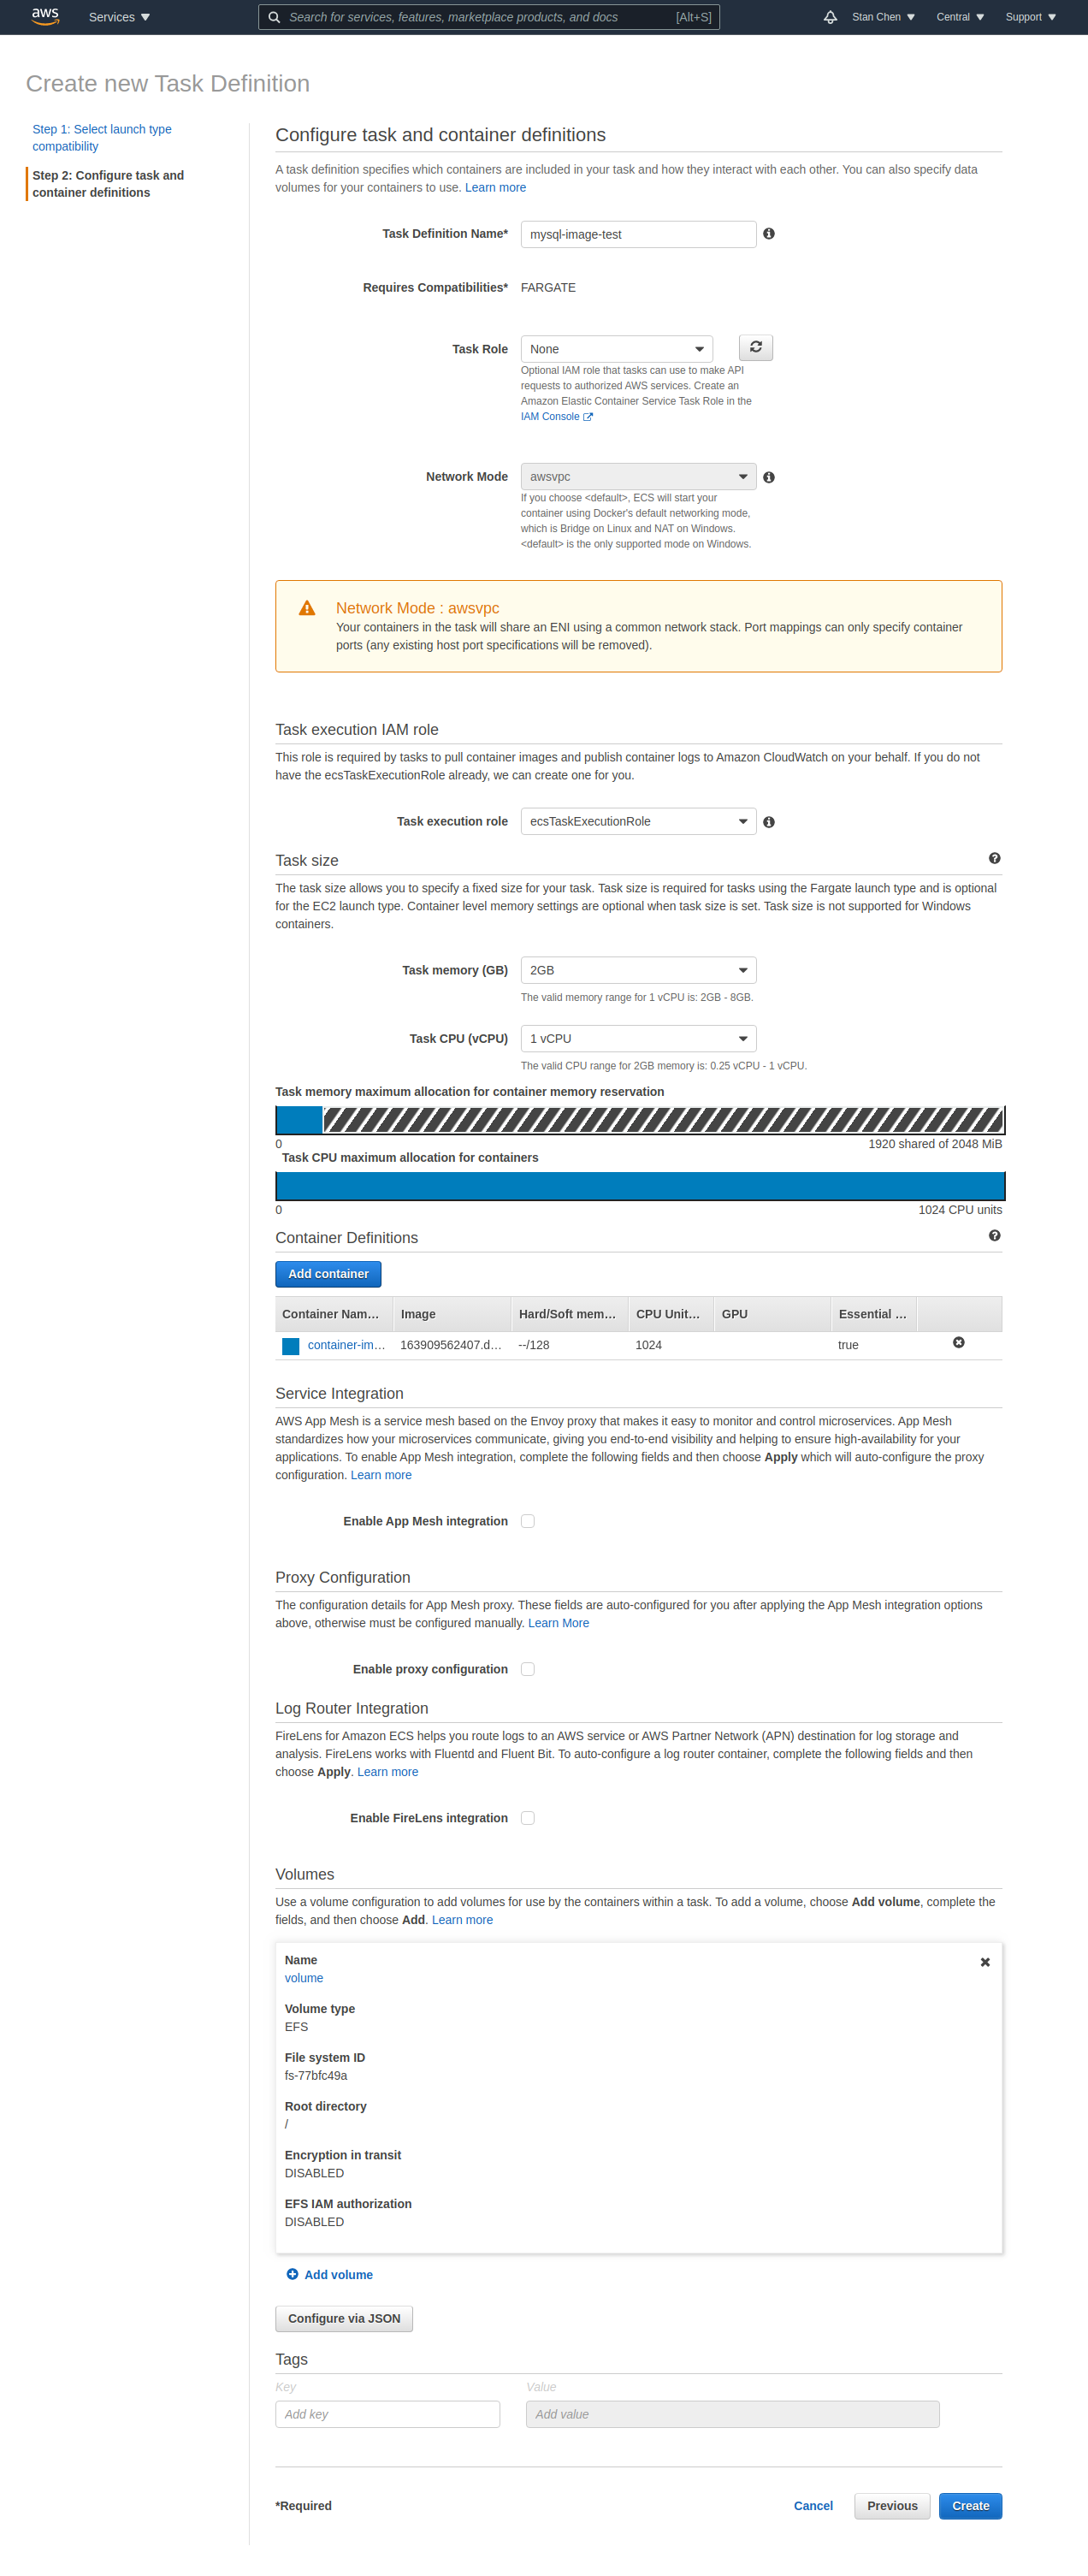 aws
Services
Search for services, features, marketplace products, and docs
[Alt+S]
Stan Chen
Central
Support
Create new Task Definition
Step 1: Select launch type
compatibility
Step 2: Configure task and
container definitions
Configure task and container definitions
A task definition specifies which containers are included in your task and how they interact with each other. You can also specify data
volumes for your containers to use. Learn more
Task Definition Name*
mysql-image-test
Requires Compatibilities*
FARGATE
Task Role
None
Optional IAM role that tasks can use to make API
requests to authorized AWS services. Create an
Amazon Elastic Container Service Task Role in the
IAM Console
Network Mode
awsvpc
If you choose <default>, ECS will start your
container using Docker's default networking mode,
which is Bridge on Linux and NAT on Windows.
<default> is the only supported mode on Windows.
Network Mode : awsvpc
Your containers in the task will share an ENI using a common network stack. Port mappings can only specify container
ports (any existing host port specifications will be removed).
Task execution IAM role
This role is required by tasks to pull container images and publish container logs to Amazon CloudWatch on your behalf. If you do not
have the ecsTaskExecutionRole already, we can create one for you.
Task execution role
ecsTaskExecutionRole
Task size
The task size allows you to specify a fixed size for your task. Task size is required for tasks using the Fargate launch type and is optional
for the EC2 launch type. Container level memory settings are optional when task size is set. Task size is not supported for Windows
containers.
Task memory (GB)
2GB
The valid memory range for 1 vCPU is: 2GB - 8GB.
Task CPU (vCPU)
1 vCPU
The valid CPU range for 2GB memory is: 0.25 vCPU - 1 vCPU.
Task memory maximum allocation for container memory reservation
0
1920 shared of 2048 MiB
Task CPU maximum allocation for containers
0
1024 CPU units
Container Definitions
Add container
Container Nam... Image Hard/Soft mem... CPU Unit... GPU Essential ...
container-im... 163909562407.d... --/128 1024 true
Service Integration
AWS App Mesh is a service mesh based on the Envoy proxy that makes it easy to monitor and control microservices. App Mesh
standardizes how your microservices communicate, giving you end-to-end visibility and helping to ensure high-availability for your
applications. To enable App Mesh integration, complete the following fields and then choose Apply which will auto-configure the proxy
configuration. Learn more
Enable App Mesh integration
Proxy Configuration
The configuration details for App Mesh proxy. These fields are auto-configured for you after applying the App Mesh integration options
above, otherwise must be configured manually. Learn More
Enable proxy configuration
Log Router Integration
FireLens for Amazon ECS helps you route logs to an AWS service or AWS Partner Network (APN) destination for log storage and
analysis. FireLens works with Fluentd and Fluent Bit. To auto-configure a log router container, complete the following fields and then
choose Apply. Learn more
Enable FireLens integration
Volumes
Use a volume configuration to add volumes for use by the containers within a task. To add a volume, choose Add volume, complete the
fields, and then choose Add. Learn more
Name
volume
Volume type
EFS
File system ID
fs-77bfc49a
Root directory
/
Encryption in transit
DISABLED
EFS IAM authorization
DISABLED
Add volume
Configure via JSON
Tags
Key
Value
Add key
Add value
*Required
Cancel
Previous
Create